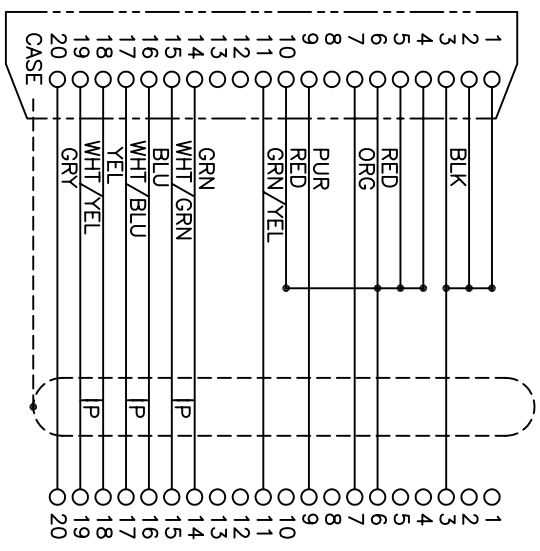 1 1
2 2
3 BLK 3
4 4
5 5
6 RED 6
7 ORG 7
8 8
9 PUR 9
10 RED 10
11 GRN/YEL 11
12 12
13 13
14 GRN 14
15 WHT/GRN TP 15
16 BLU 16
17 WHT/BLU TP 17
18 YEL 18
19 WHT/YEL TP 19
20 GRY 20
CASE